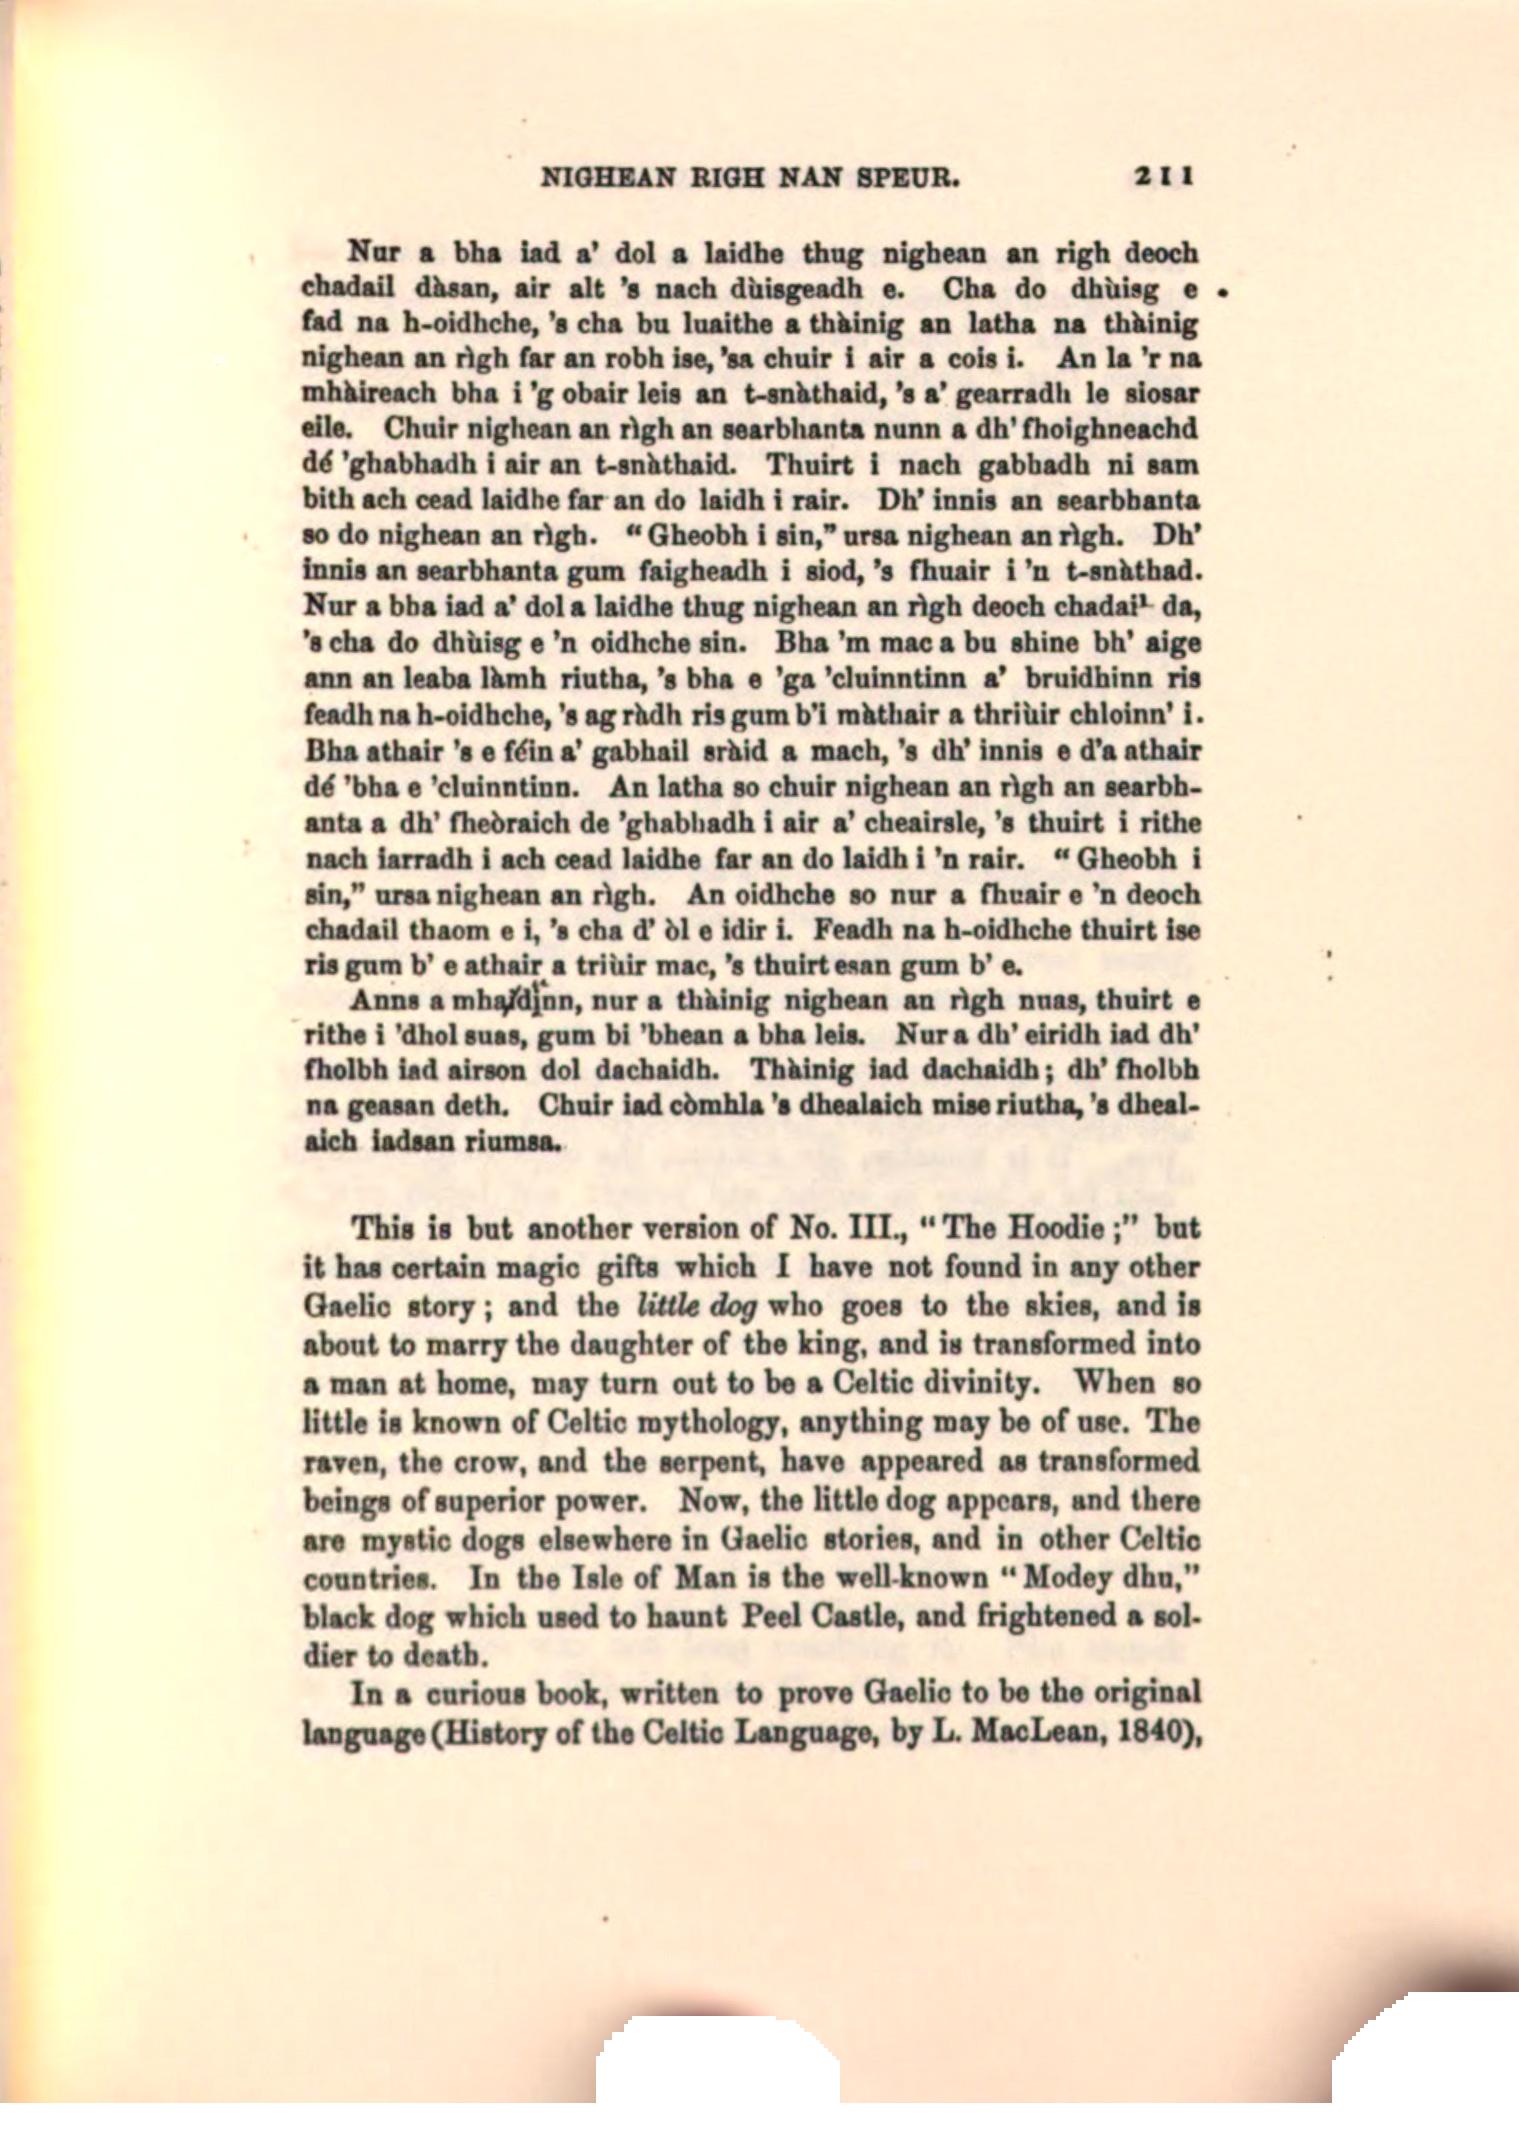 NIGHEAN RIGH NAN SPEUR. 211
Nur a bha iad a' dol a laidhe thug nighean an righ deoch
chadail dàsan, air alt 's nach dùisgeadh e. Cha do dhùisg e
fad na h-oidhche, 's cha bu luaithe a thàinig an latha na thàinig
nighean an rìgh far an robh ise, 'sa chuir i air a cois i. An la 'r na
mhàireach bha i 'g obair leis an t-snàthaid, 's a' gearradh le siosar
eile. Chuir nighean an rìgh an searbhanta nunn a dh' fhoighneachd
dé 'ghabhadh i air an t-snàthaid. Thuirt i nach gabhadh ni sam
bith ach cead laidhe far an do laidh i rair. Dh' innis an searbhanta
so do nighean an rìgh. "Gheobh i sin," ursa nighean an rìgh. Dh'
innis an searbhanta gum faigheadh i siod, 's fhuair i 'n t-snàthad.
Nur a bha iad a' dol a laidhe thug nighean an rìgh deoch chadail da,
's cha do dhùisg e 'n oidhche sin. Bha 'm mac a bu shine bh' aige
ann an leaba làmh riutha, 's bha e 'ga 'cluinntinn a' bruidhinn ris
feadh na h-oidhche, 's ag ràdh ris gum b'i màthair a thriùir chloinn' i.
Bha athair 's e féin a' gabhail sràid a mach, 's dh' innis e d'a athair
dé 'bha e 'cluinntinn. An latha so chuir nighean an rìgh an searbh-
anta a dh' fheòraich de 'ghabhadh i air a' cheairsle, 's thuirt i rithe
nach iarradh i ach cead laidhe far an do laidh i 'n rair. "Gheobh i
sin," ursa nighean an rìgh. An oidhche so nur a fhuair e 'n deoch
chadail thaom e i, 's cha d' òl e idir i. Feadh na h-oidhche thuirt ise
ris gum b' e athair a triùir mac, 's thuirt esan gum b' e.
Anns a mhaidinn, nur a thàinig nighean an rìgh nuas, thuirt e
rithe i 'dhol suas, gum bi 'bhean a bha leis. Nur a dh' eiridh iad dh'
fholbh iad airson dol dachaidh. Thàinig iad dachaidh; dh' fholbh
na geasan deth. Chuir iad còmhla 's dhealaich mise riutha, 's dheal-
aich iadsan riumsa.
This is but another version of No. III., "The Hoodie;" but
it has certain magic gifts which I have not found in any other
Gaelic story; and the little dog who goes to the skies, and is
about to marry the daughter of the king, and is transformed into
a man at home, may turn out to be a Celtic divinity. When so
little is known of Celtic mythology, anything may be of use. The
raven, the crow, and the serpent, have appeared as transformed
beings of superior power. Now, the little dog appears, and there
are mystic dogs elsewhere in Gaelic stories, and in other Celtic
countries. In the Isle of Man is the well-known "Modey dhu,"
black dog which used to haunt Peel Castle, and frightened a sol-
dier to death.
In a curious book, written to prove Gaelic to be the original
language (History of the Celtic Language, by L. MacLean, 1840),